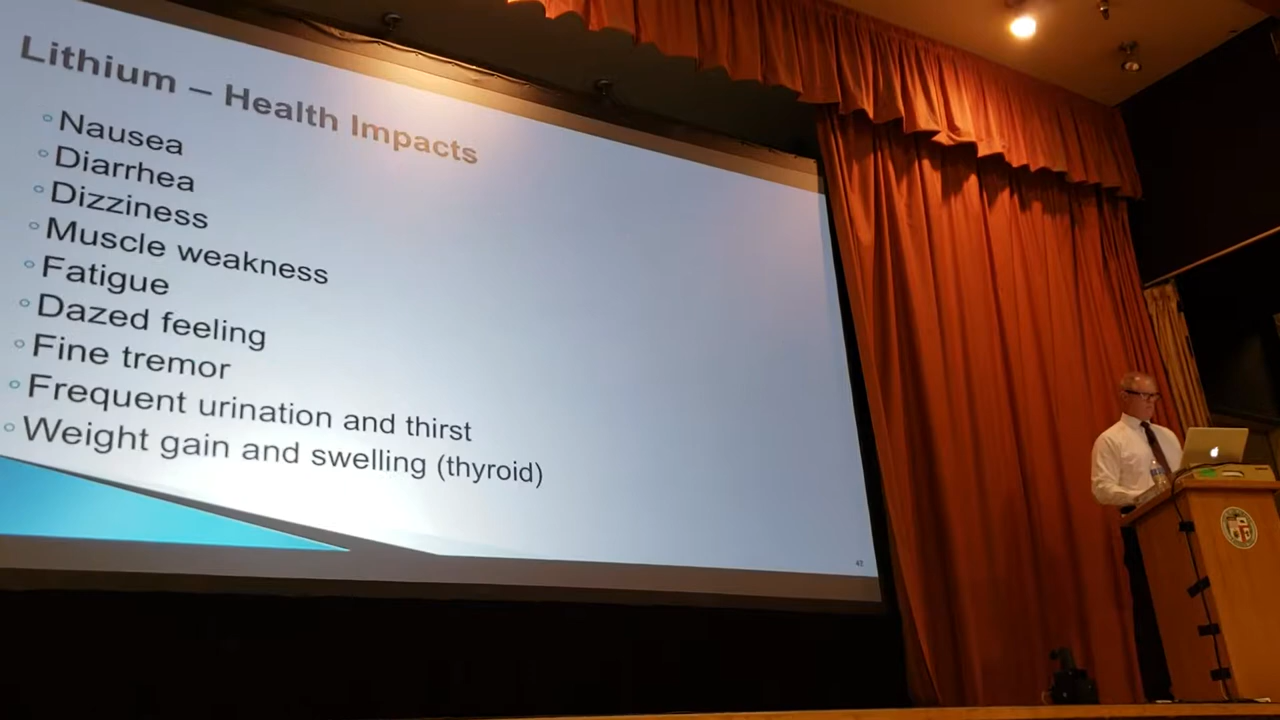 Lithium – Health Impacts
Nausea
Diarrhea
Dizziness
Muscle weakness
Fatigue
Dazed feeling
Fine tremor
Frequent urination and thirst
Weight gain and swelling (thyroid)